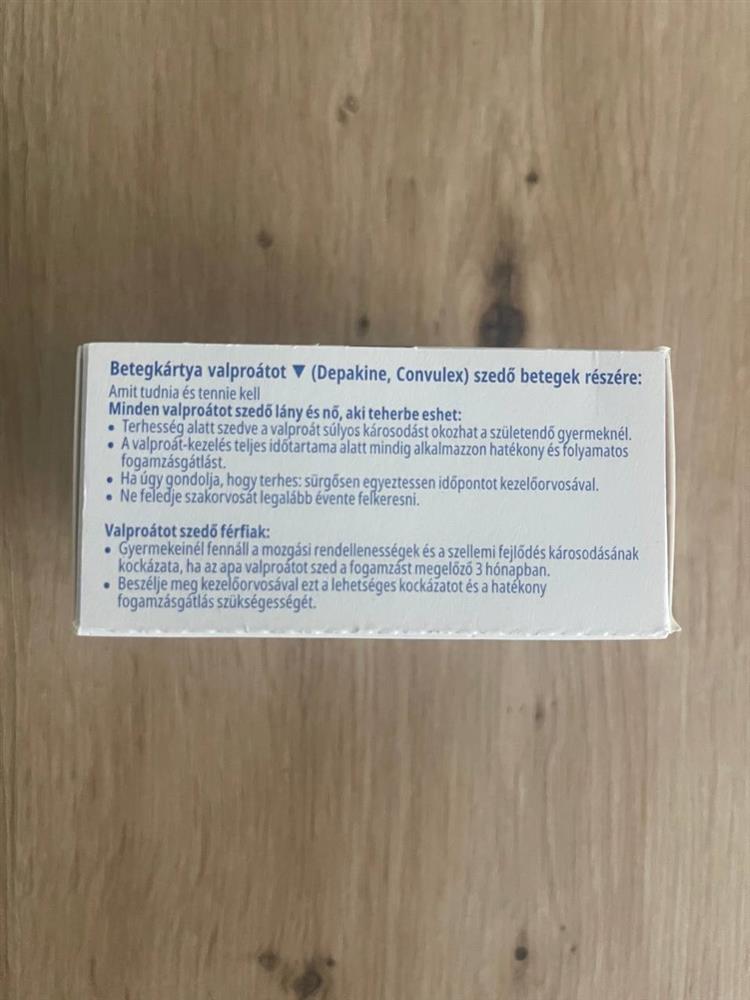 Betegkártya valproátot ▼ (Depakine, Convulex) szedő betegek részére:
Amit tudnia és tennie kell
Minden valproátot szedő lány és nő, aki teherbe eshet:
• Terhesség alatt szedve a valproát súlyos károsodást okozhat a születendő gyermeknél.
• A valproát-kezelés teljes időtartama alatt mindig alkalmazzon hatékony és folyamatos
fogamzásgátlást.
• Ha úgy gondolja, hogy terhes: sürgősen egyeztessen időpontot kezelőorvosával.
• Ne feledje szakorvosát legalább évente felkeresni.
Valproátot szedő férfiak:
• Gyermekeinél fennáll a mozgási rendellenességek és a szellemi fejlődés károsodásának
kockázata, ha az apa valproátot szed a fogamzást megelőző 3 hónapban.
• Beszélje meg kezelőorvosával ezt a lehetséges kockázatot és a hatékony
fogamzásgátlás szükségességét.